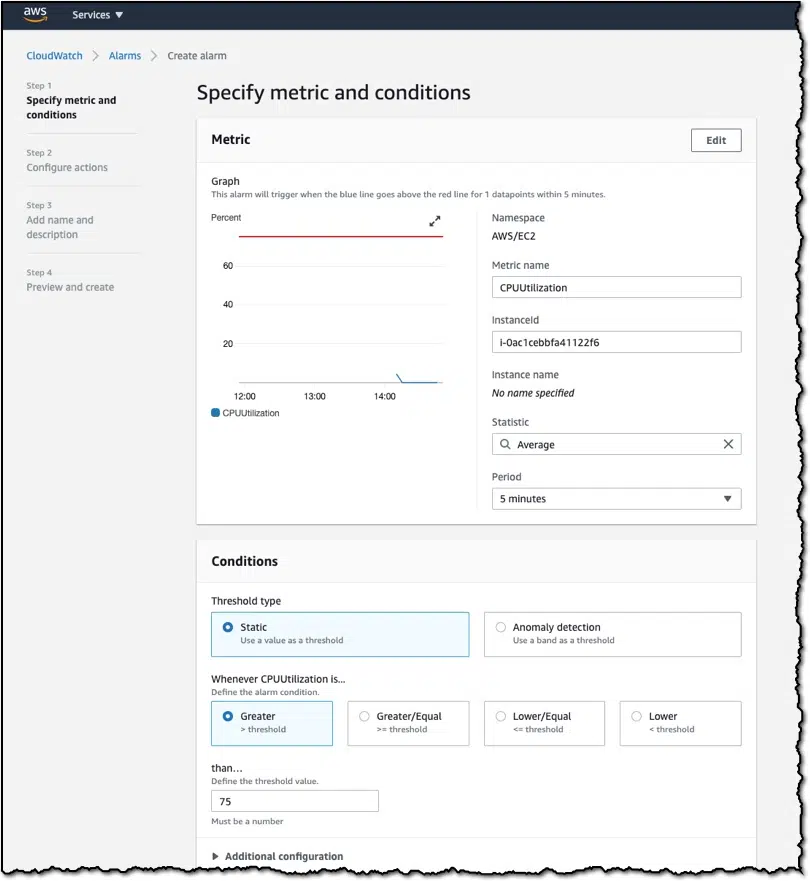 aws
Services
CloudWatch
Alarms
Create alarm
Step 1
Specify metric and
conditions
Step 2
Configure actions
Step 3
Add name and
description
Step 4
Preview and create
Specify metric and conditions
Metric
Edit
Graph
This alarm will trigger when the blue line goes above the red line for 1 datapoints within 5 minutes.
Percent
60
40
20
12:00
13:00
14:00
CPUUtilization
Namespace
AWS/EC2
Metric name
CPUUtilization
InstanceId
i-0ac1cebbfa41122f6
Instance name
No name specified
Statistic
Average
Period
5 minutes
Conditions
Threshold type
Static
Use a value as a threshold
Anomaly detection
Use a band as a threshold
Whenever CPUUtilization is...
Define the alarm condition.
Greater
> threshold
Greater/Equal
>= threshold
Lower/Equal
<= threshold
Lower
< threshold
than...
Define the threshold value.
75
Must be a number
Additional configuration